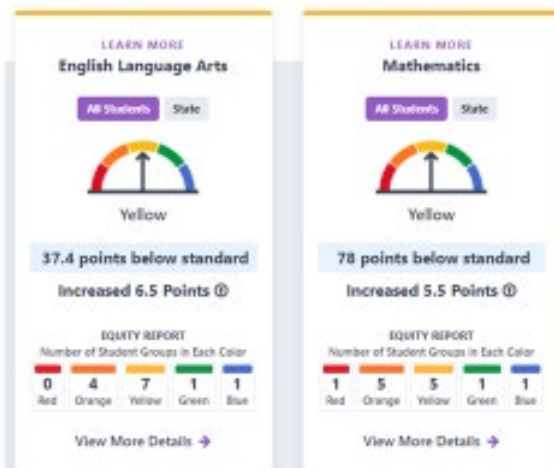 LEARN MORE
English Language Arts
All Students State
Yellow
37.4 points below standard
Increased 6.5 Points
EQUITY REPORT
Number of Student Groups in Each Color
0 4 7 1 1
Red Orange Yellow Green Blue
View More Details →
LEARN MORE
Mathematics
All Students State
Yellow
78 points below standard
Increased 5.5 Points
EQUITY REPORT
Number of Student Groups in Each Color
1 5 5 1 1
Red Orange Yellow Green Blue
View More Details →